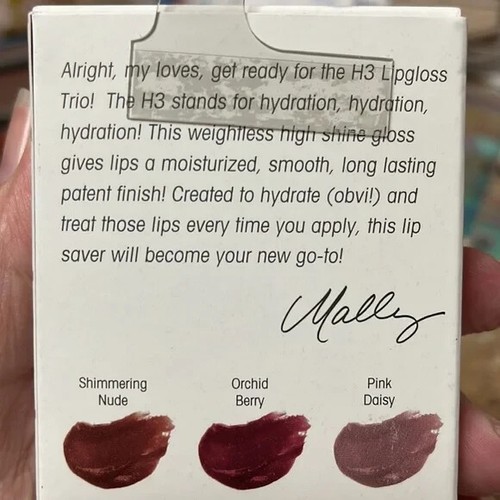 Alright, my loves, get ready for the H3 Lipgloss
Trio! The H3 stands for hydration, hydration,
hydration! This weightless high shine gloss
gives lips a moisturized, smooth, long lasting
patent finish! Created to hydrate (obvi!) and
treat those lips every time you apply, this lip
saver will become your new go-to!
Mally
Shimmering Nude
Orchid Berry
Pink Daisy